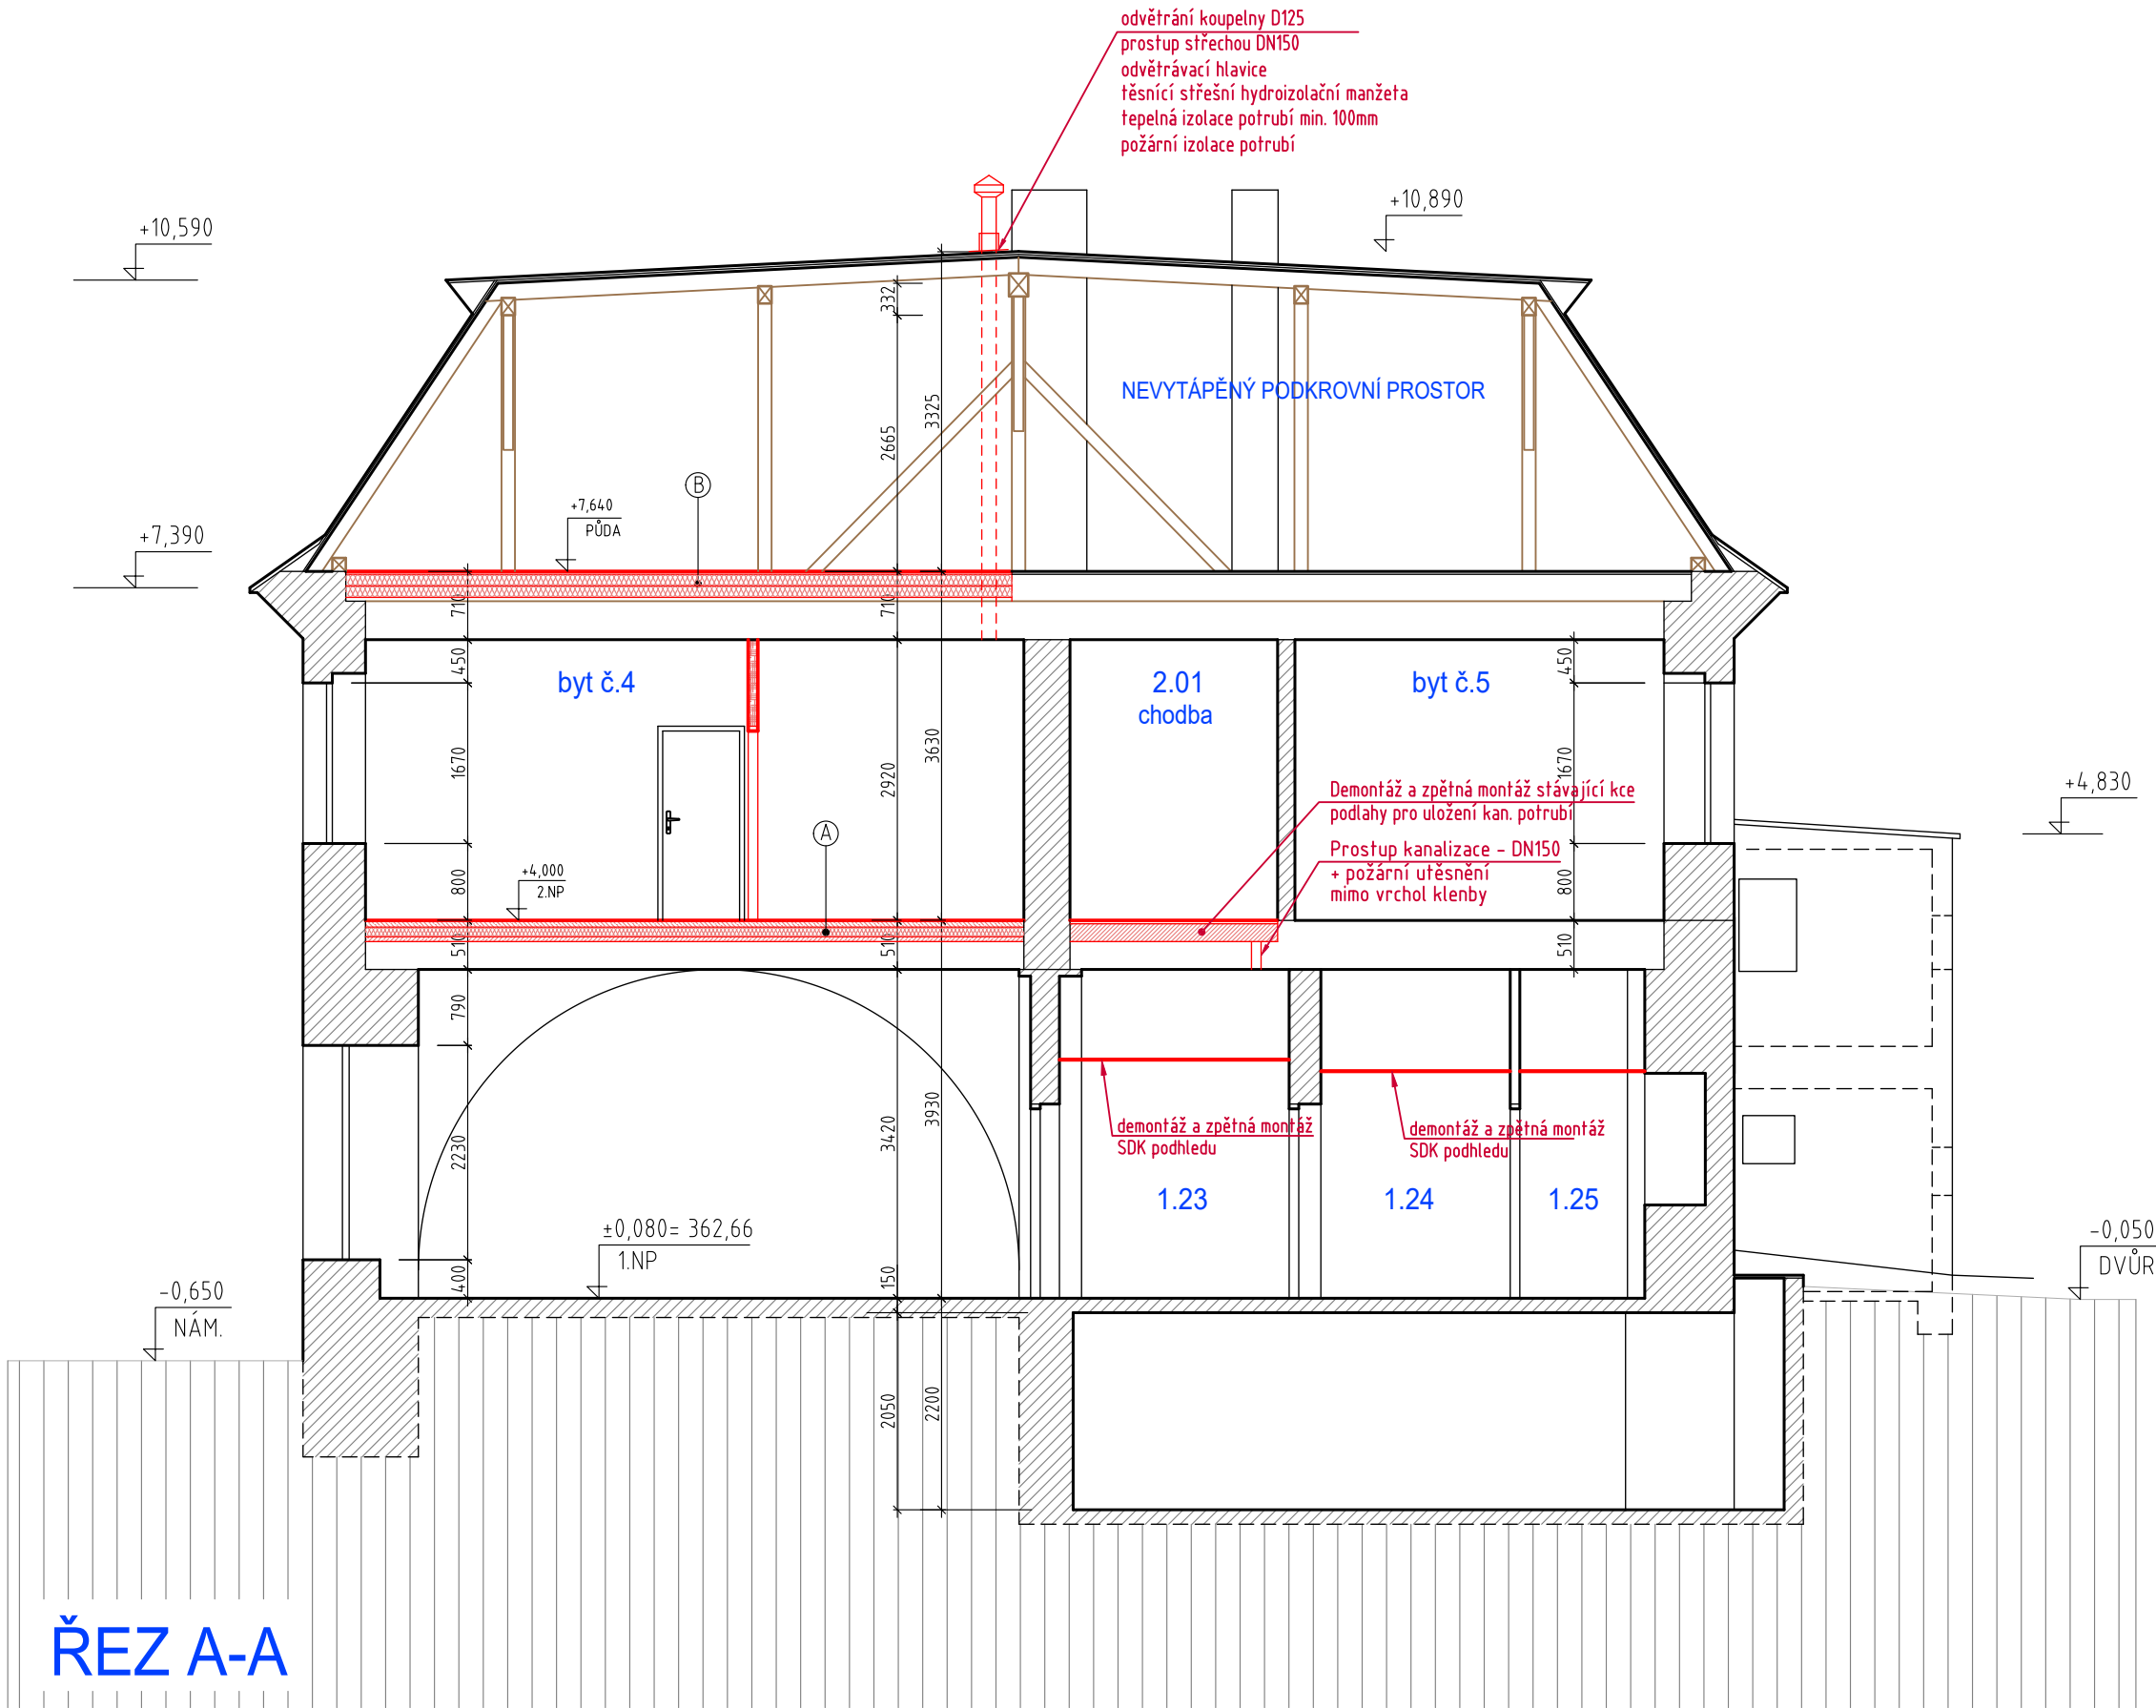 odvětrání koupelny D125
prostup střechou DN150
odvětrávací hlavice
těsnící střešní hydroizolační manžeta
tepelná izolace potrubí min. 100mm
požární izolace potrubí
+10,590
+10,890
332
3325
2665
NEVYTÁPĚNÝ PODKROVNÍ PROSTOR
B
+7,640
PŮDA
+7,390
710
710
450
450
byt č.4
2.01
chodba
byt č.5
1670
2920
3630
1670
Demontáž a zpětná montáž stávající kce
podlahy pro uložení kan. potrubí
+4,830
A
Prostup kanalizace - DN150
+ požární utěsnění
mimo vrchol klenby
+4,000
2.NP
800
800
510
510
510
790
2230
3420
3930
demontáž a zpětná montáž
SDK podhledu
demontáž a zpětná montáž
SDK podhledu
1.23
1.24
1.25
±0,080= 362,66
1.NP
-0,050
DVŮR
400
150
-0,650
NÁM.
2050
2200
ŘEZ A-A